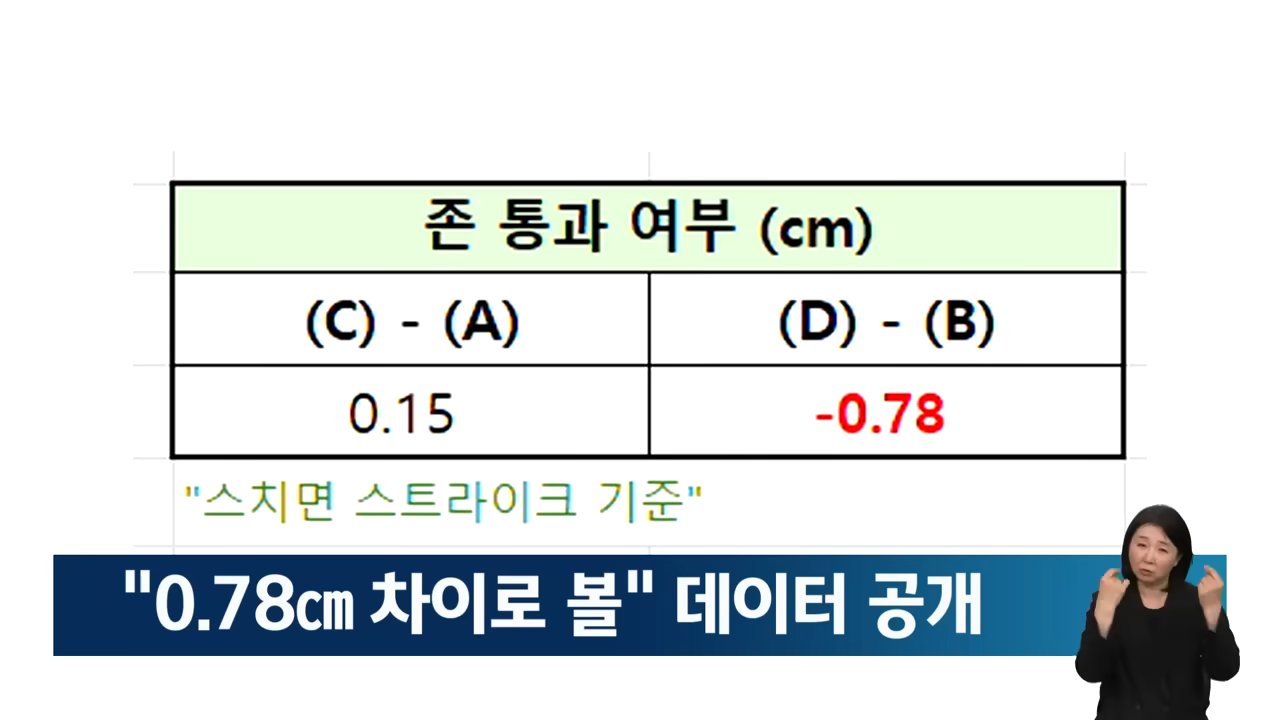 존 통과 여부 (cm)
(C) - (A) (D) - (B)
0.15 -0.78
"스치면 스트라이크 기준"
"0.78㎝ 차이로 볼" 데이터 공개